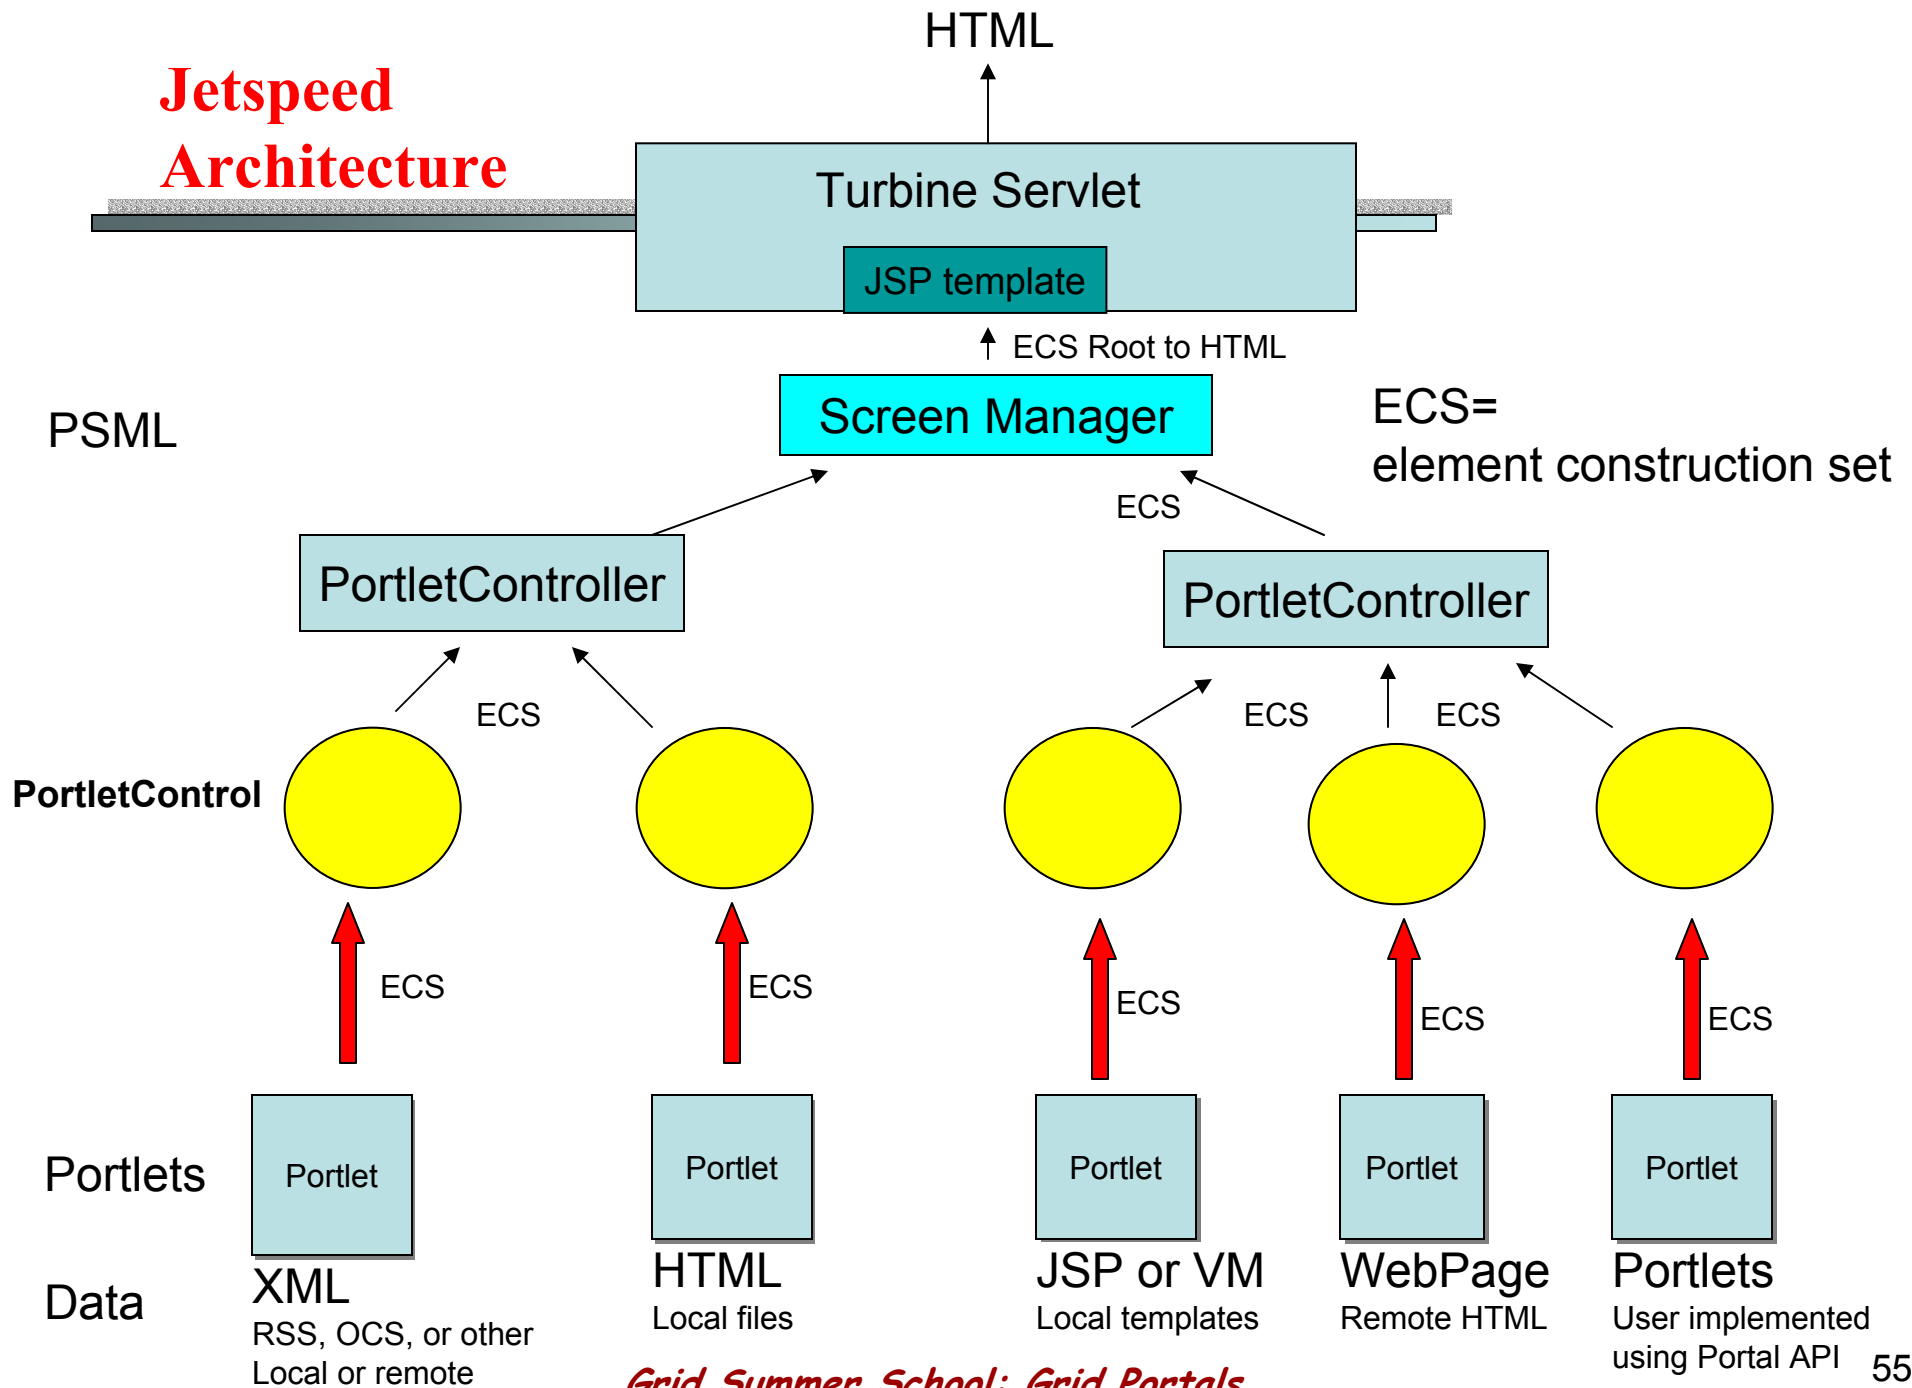 HTML
Jetspeed
Architecture
Turbine Servlet
JSP template
ECS Root to HTML
PSML
Screen Manager
ECS=
element construction set
ECS
PortletController
PortletController
ECS
ECS
ECS
PortletControl
ECS
ECS
ECS
ECS
ECS
Portlets
Portlet
Portlet
Portlet
Portlet
Portlet
Data
XML
RSS, OCS, or other
Local or remote
HTML
Local files
JSP or VM
Local templates
WebPage
Remote HTML
Portlets
User implemented
using Portal API
Grid Summer School: Grid Portals
55